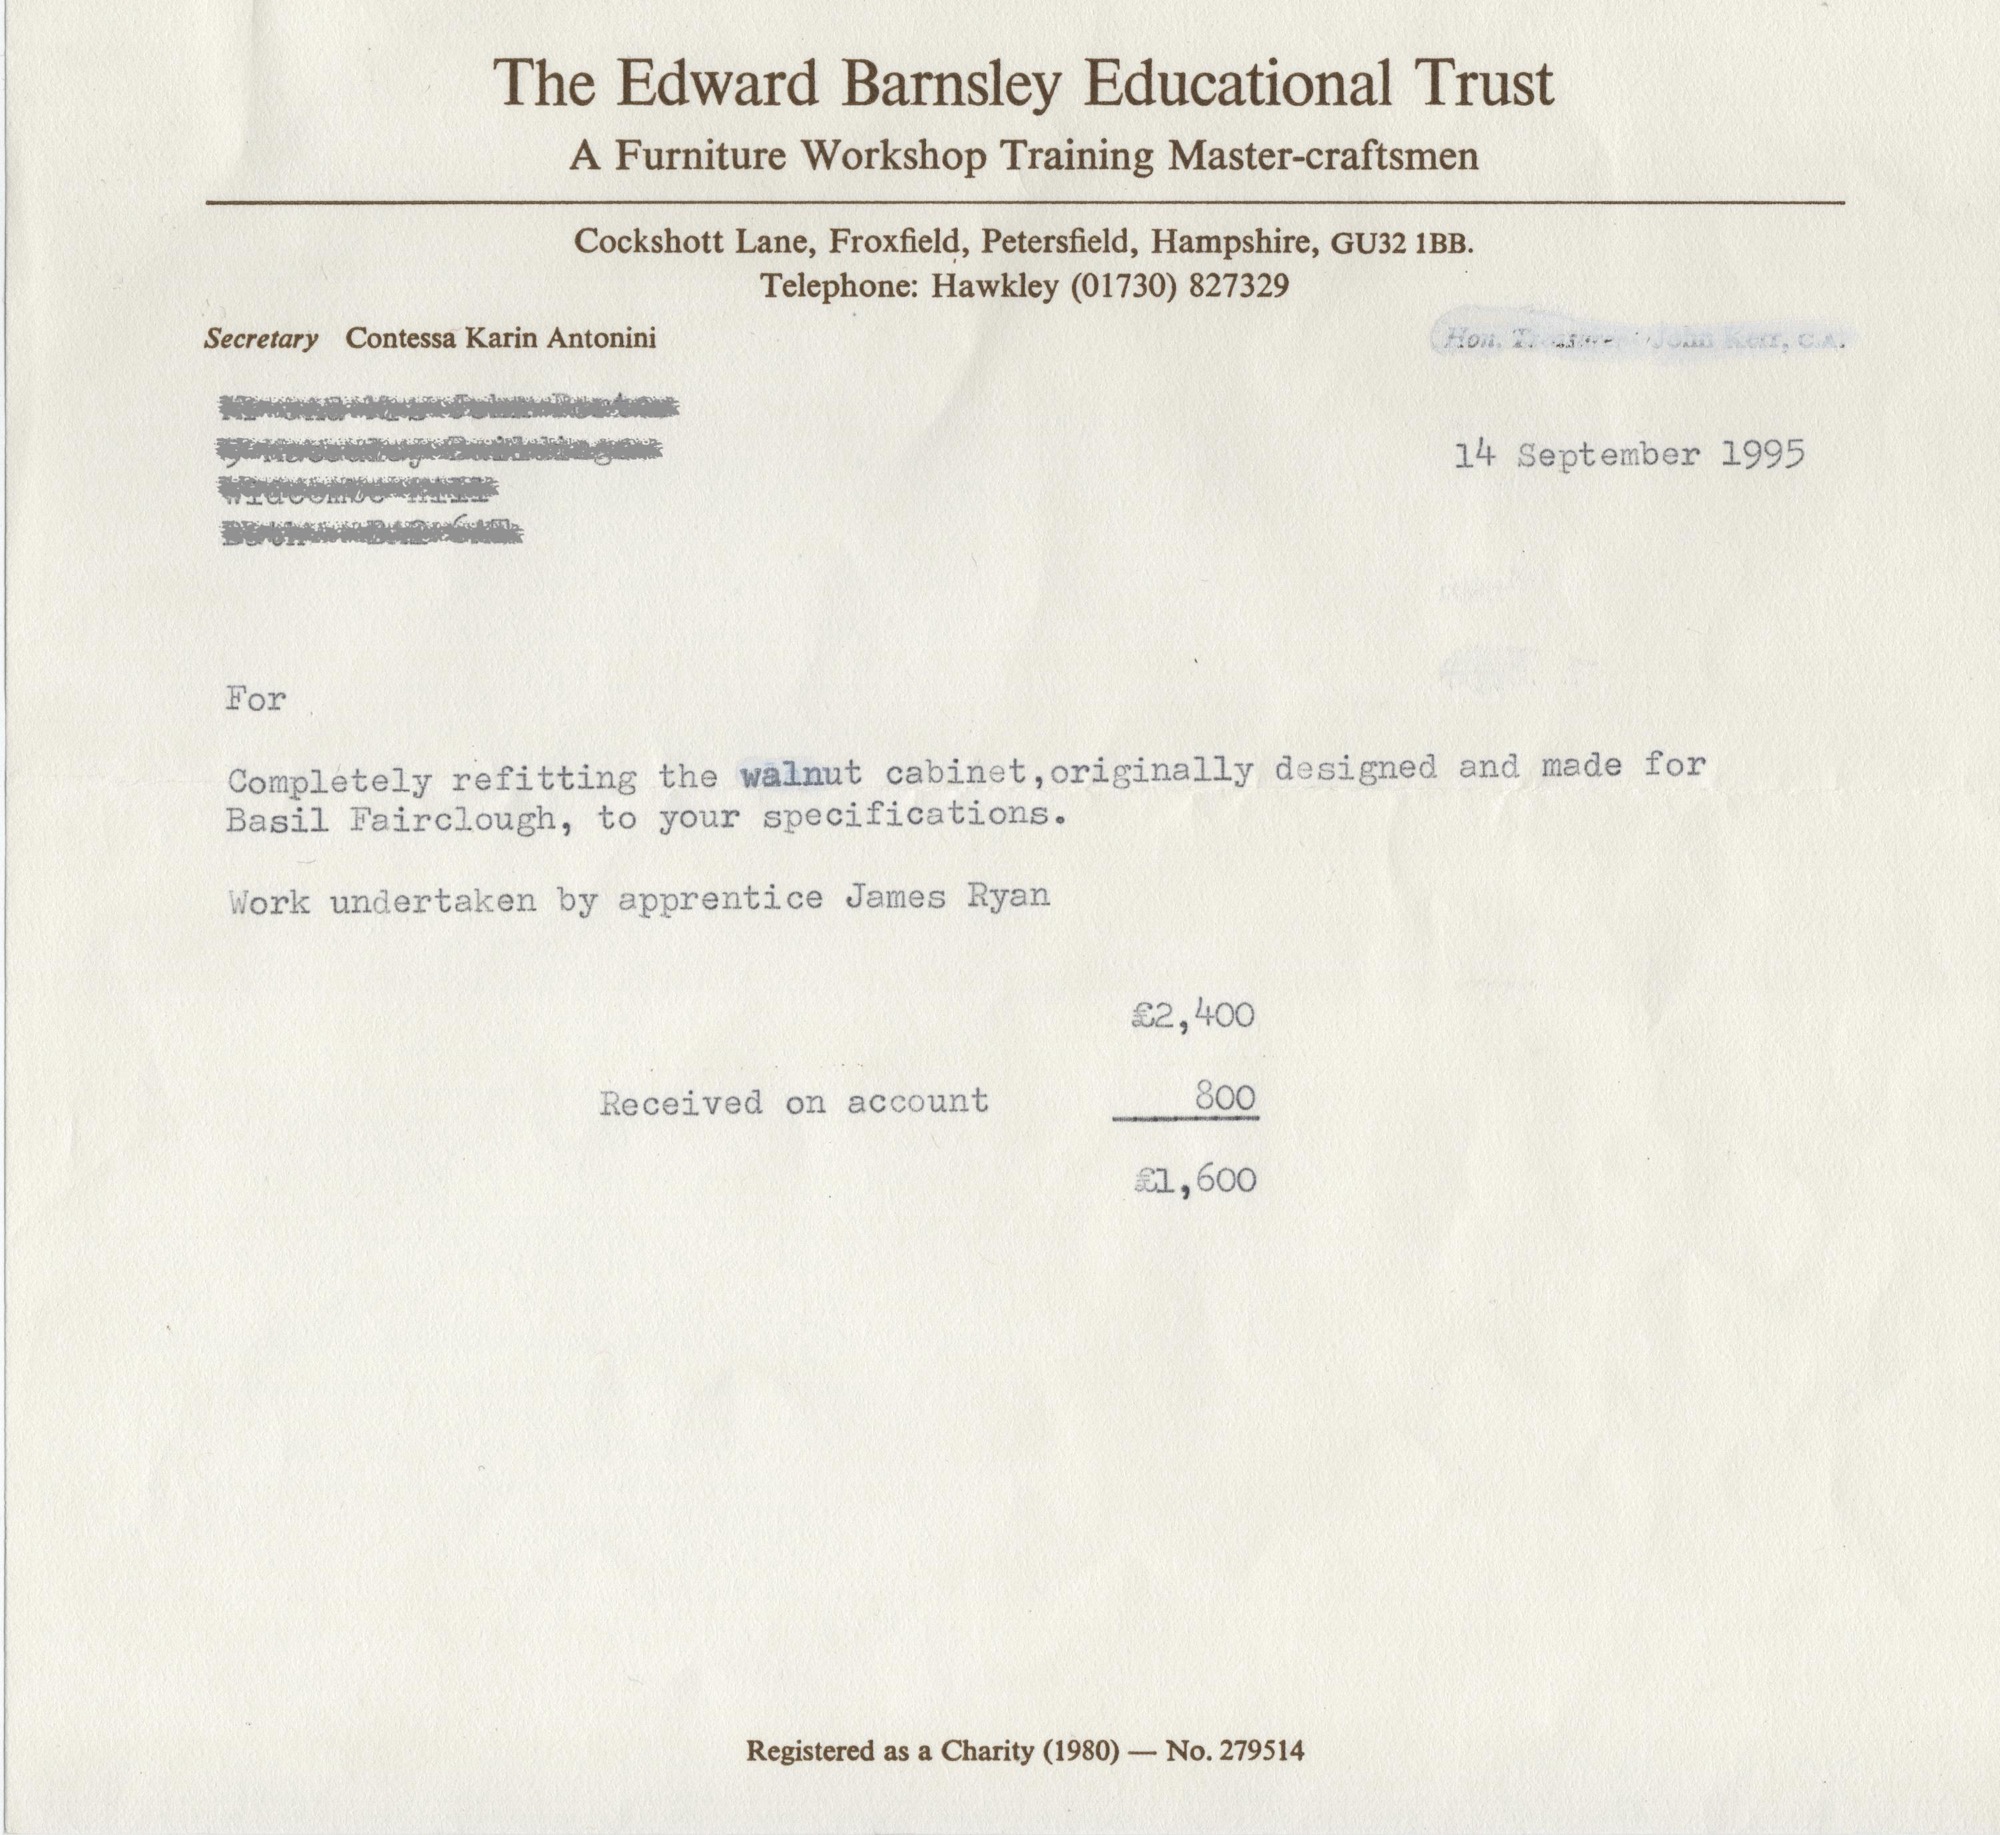 The Edward Barnsley Educational Trust
A Furniture Workshop Training Master-craftsmen
Cockshott Lane, Froxfield, Petersfield, Hampshire, GU32 1BB.
Telephone: Hawkley (01730) 827329
Secretary Contessa Karin Antonini
Hon. John Kerr, C.A.
14 September 1995
For
Completely refitting the walnut cabinet,originally designed and made for
Basil Fairclough, to your specifications.
Work undertaken by apprentice James Ryan
£2,400
Received on account 800
£1,600
Registered as a Charity (1980) — No. 279514